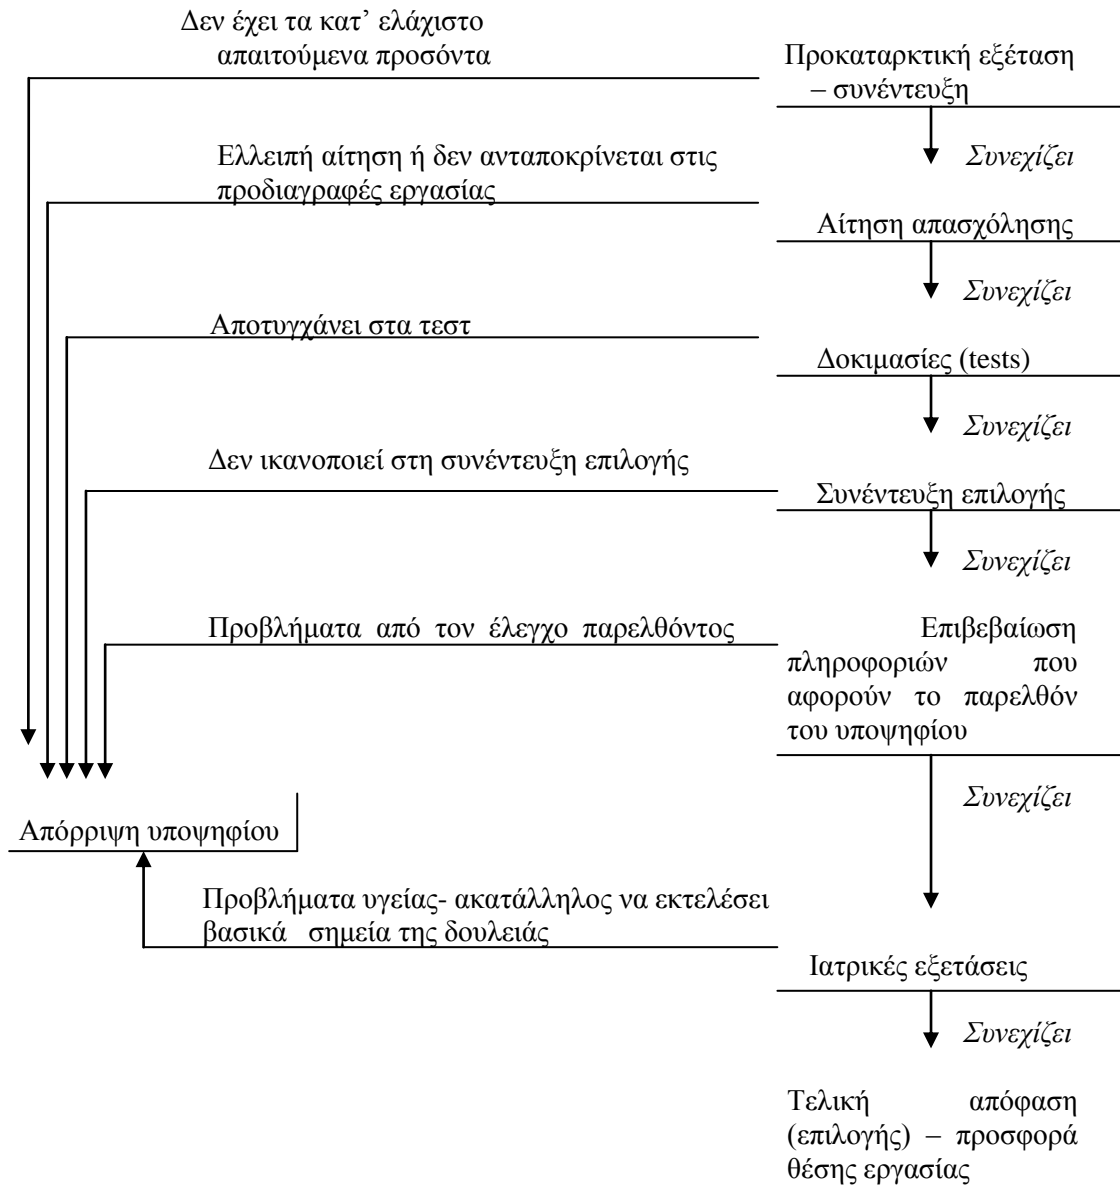 Δεν έχει τα κατ’ ελάχιστο
απαιτούμενα προσόντα
Προκαταρκτική εξέταση
– συνέντευξη
Συνεχίζει
Ελλειπή αίτηση ή δεν ανταποκρίνεται στις
προδιαγραφές εργασίας
Αίτηση απασχόλησης
Συνεχίζει
Αποτυγχάνει στα τεστ
Δοκιμασίες (tests)
Συνεχίζει
Δεν ικανοποιεί στη συνέντευξη επιλογής
Συνέντευξη επιλογής
Συνεχίζει
Προβλήματα από τον έλεγχο παρελθόντος
Επιβεβαίωση
πληροφοριών που
αφορούν το παρελθόν
του υποψηφίου
Συνεχίζει
Απόρριψη υποψηφίου
Προβλήματα υγείας- ακατάλληλος να εκτελέσει
βασικά σημεία της δουλειάς
Ιατρικές εξετάσεις
Συνεχίζει
Τελική απόφαση
(επιλογής) – προσφορά
θέσης εργασίας